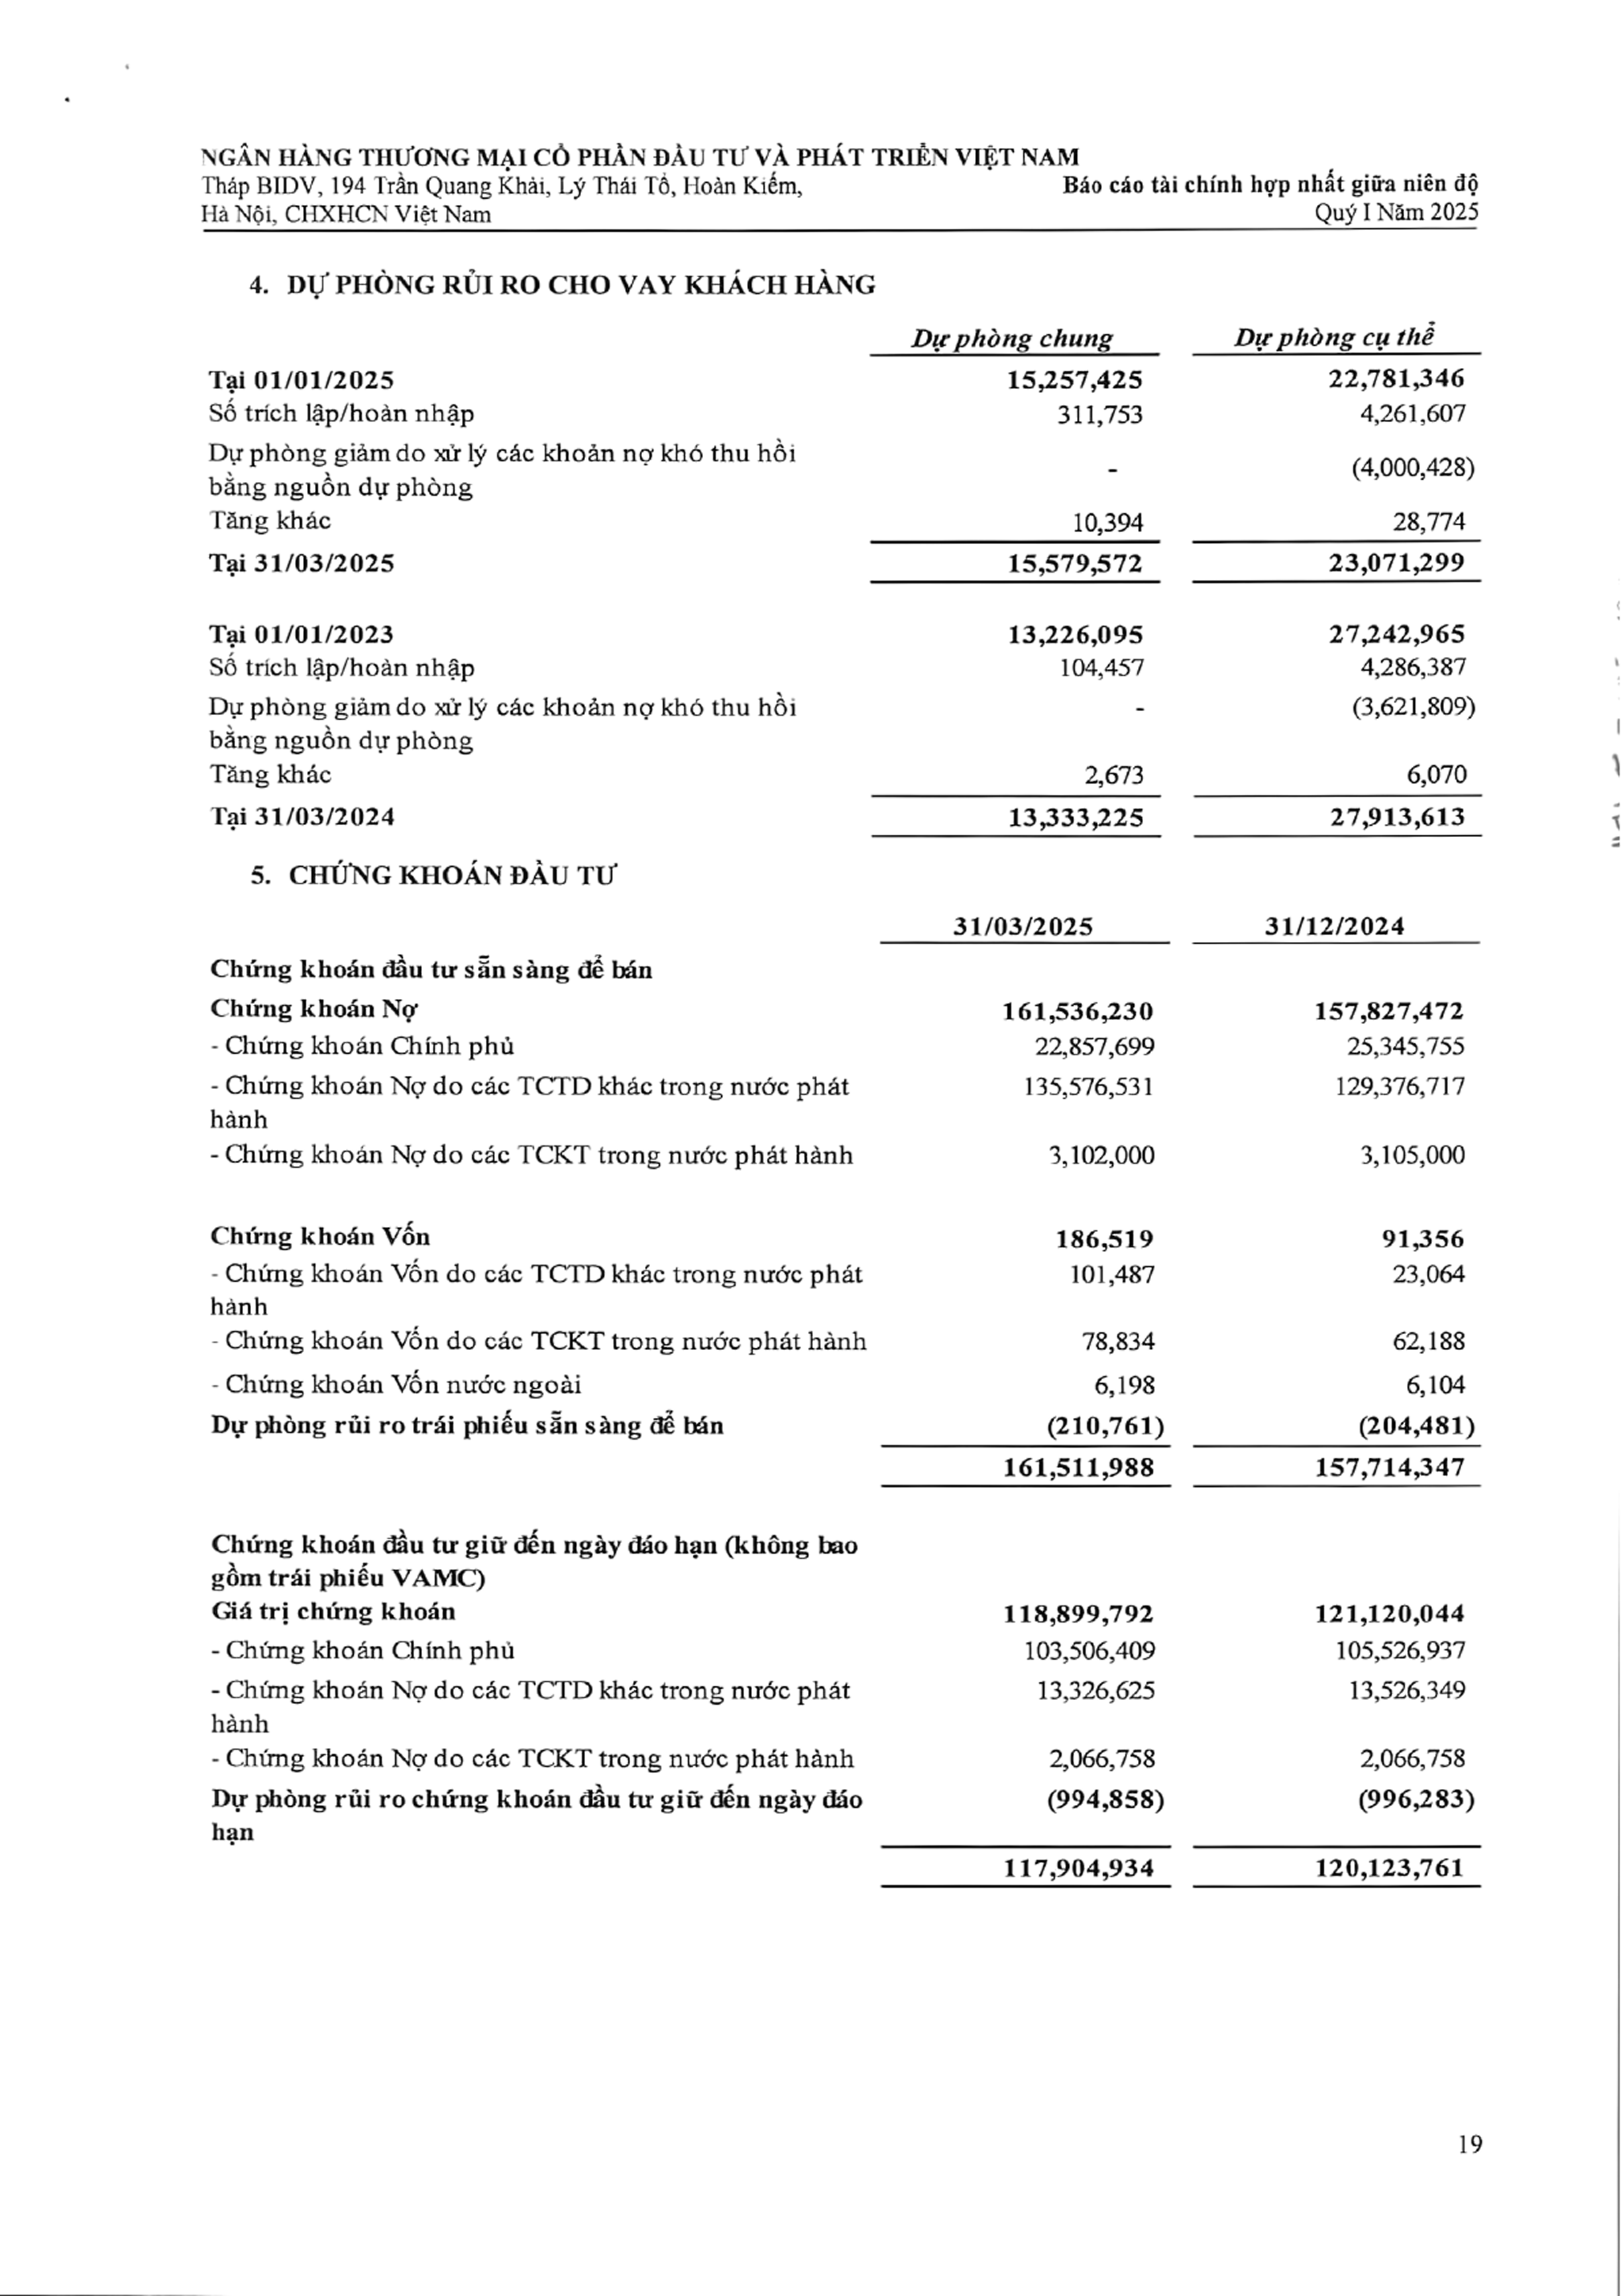 NGÂN HÀNG THƯƠNG MẠI CỔ PHẦN ĐẦU TƯ VÀ PHÁT TRIỂN VIỆT NAM
Tháp BIDV, 194 Trần Quang Khải, Lý Thái Tổ, Hoàn Kiếm, Báo cáo tài chính hợp nhất giữa niên độ
Hà Nội, CHXHCN Việt Nam Quý I Năm 2025
4. DỰ PHÒNG RỦI RO CHO VAY KHÁCH HÀNG
Dự phòng chung Dự phòng cụ thể
Tại 01/01/2025 15,257,425 22,781,346
Số trích lập/hoàn nhập 311,753 4,261,607
Dự phòng giảm do xử lý các khoản nợ khó thu hồi
bằng nguồn dự phòng - (4,000,428)
Tăng khác 10,394 28,774
Tại 31/03/2025 15,579,572 23,071,299
Tại 01/01/2023 13,226,095 27,242,965
Số trích lập/hoàn nhập 104,457 4,286,387
Dự phòng giảm do xử lý các khoản nợ khó thu hồi - (3,621,809)
bằng nguồn dự phòng
Tăng khác 2,673 6,070
Tại 31/03/2024 13,333,225 27,913,613
5. CHỨNG KHOÁN ĐẦU TƯ
31/03/2025 31/12/2024
Chứng khoán đầu tư sẵn sàng để bán
Chứng khoán Nợ 161,536,230 157,827,472
- Chứng khoán Chính phủ 22,857,699 25,345,755
- Chứng khoán Nợ do các TCTD khác trong nước phát 135,576,531 129,376,717
hành
- Chứng khoán Nợ do các TCKT trong nước phát hành 3,102,000 3,105,000
Chứng khoán Vốn 186,519 91,356
- Chứng khoán Vốn do các TCTD khác trong nước phát 101,487 23,064
hành
- Chứng khoán Vốn do các TCKT trong nước phát hành 78,834 62,188
- Chứng khoán Vốn nước ngoài 6,198 6,104
Dự phòng rủi ro trái phiếu sẵn sàng để bán (210,761) (204,481)
161,511,988 157,714,347
Chứng khoán đầu tư giữ đến ngày đáo hạn (không bao
gồm trái phiếu VAMC)
Giá trị chứng khoán 118,899,792 121,120,044
- Chứng khoán Chính phủ 103,506,409 105,526,937
- Chứng khoán Nợ do các TCTD khác trong nước phát 13,326,625 13,526,349
hành
- Chứng khoán Nợ do các TCKT trong nước phát hành 2,066,758 2,066,758
Dự phòng rủi ro chứng khoán đầu tư giữ đến ngày đáo (994,858) (996,283)
hạn
117,904,934 120,123,761
19